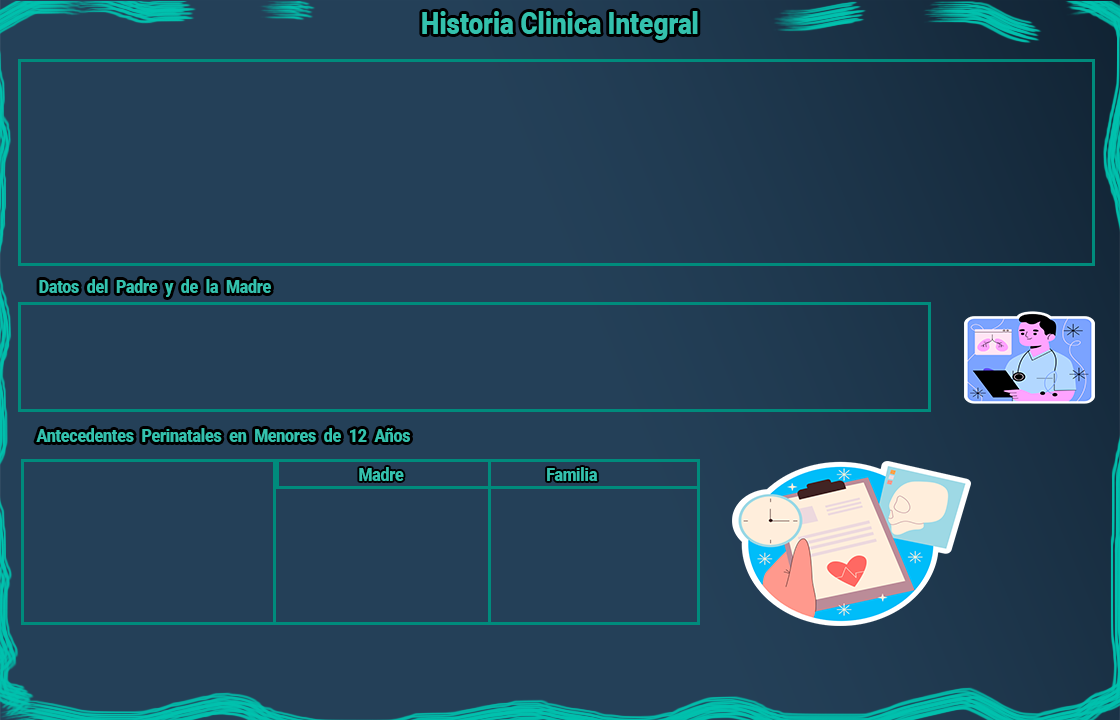 Historia Clinica Integral
Datos del Padre y de la Madre
Antecedentes Perinatales en Menores de 12 Años
Madre
Familia